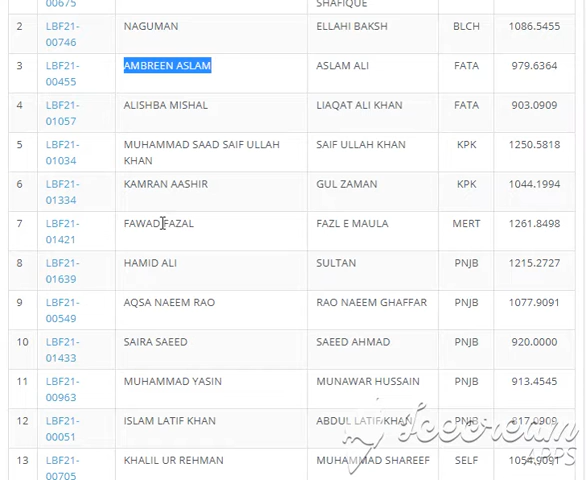 00675 SHAFIQUE
2 LBF21-00746 NAGUMAN ELLAHI BAKSH BLCH 1086.5455
3 LBF21-00455 AMBREEN ASLAM ASLAM ALI FATA 979.6364
4 LBF21-01057 ALISHBA MISHAL LIAQAT ALI KHAN FATA 903.0909
5 LBF21-01034 MUHAMMAD SAAD SAIF ULLAH KHAN SAIF ULLAH KHAN KPK 1250.5818
6 LBF21-01334 KAMRAN AASHIR GUL ZAMAN KPK 1044.1994
7 LBF21-01421 FAWAD FAZAL FAZL E MAULA MERT 1261.8498
8 LBF21-01639 HAMID ALI SULTAN PNJB 1215.2727
9 LBF21-00549 AQSA NAEEM RAO RAO NAEEM GHAFFAR PNJB 1077.9091
10 LBF21-01433 SAIRA SAEED SAEED AHMAD PNJB 920.0000
11 LBF21-00963 MUHAMMAD YASIN MUNAWAR HUSSAIN PNJB 913.4545
12 LBF21-00051 ISLAM LATIF KHAN ABDUL LATIF KHAN PNJB 817.0909
13 LBF21-00705 KHALIL UR REHMAN MUHAMMAD SHAREEF SELF 1054.9091
Icecream
APPS